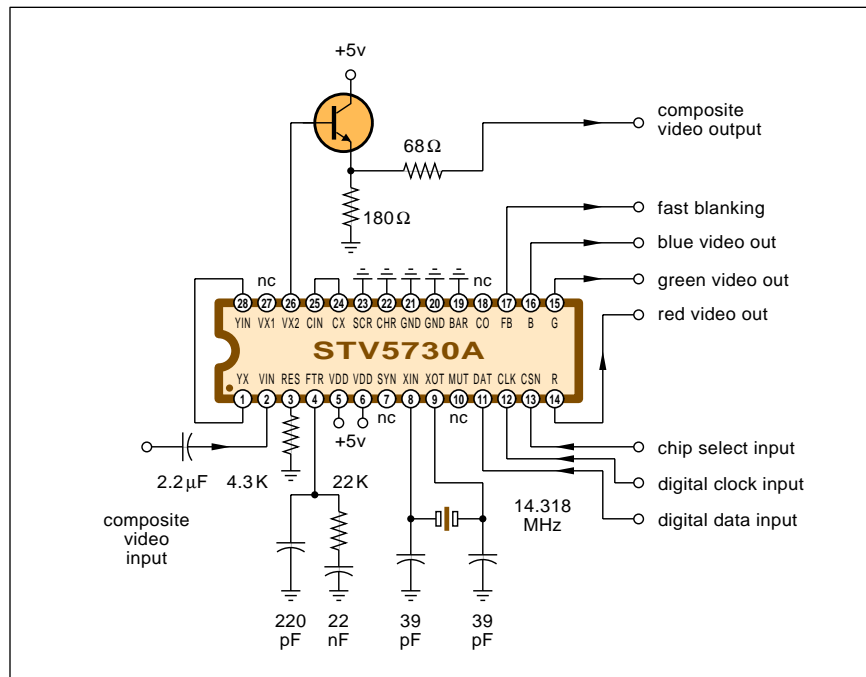 +5v
composite
video output
68Ω
180Ω
fast blanking
blue video out
green video out
red video out
nc
nc
28 27 26 25 24 23 22 21 20 19 18 17 16 15
YIN VX1 VX2 CIN CX SCR CHR GND GND BAR CO FB B G
STV5730A
YX VIN RES FTR VDD VDD SYN XIN XOT MUT DAT CLK CSN R
1 2 3 4 5 6 7 8 9 10 11 12 13 14
nc
nc
+5v
chip select input
digital clock input
digital data input
2.2µF
4.3K
22K
14.318
MHz
composite
video
input
220
pF
22
nF
39
pF
39
pF